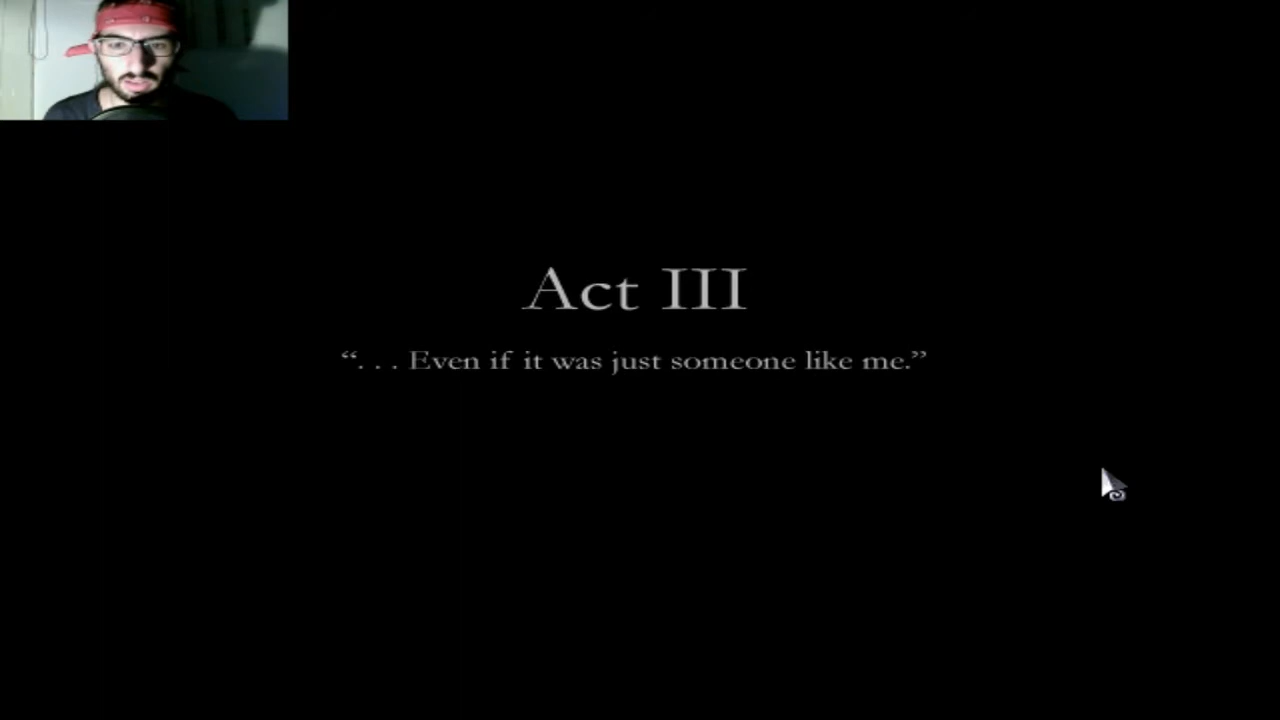 Act III
“. . . Even if it was just someone like me.”